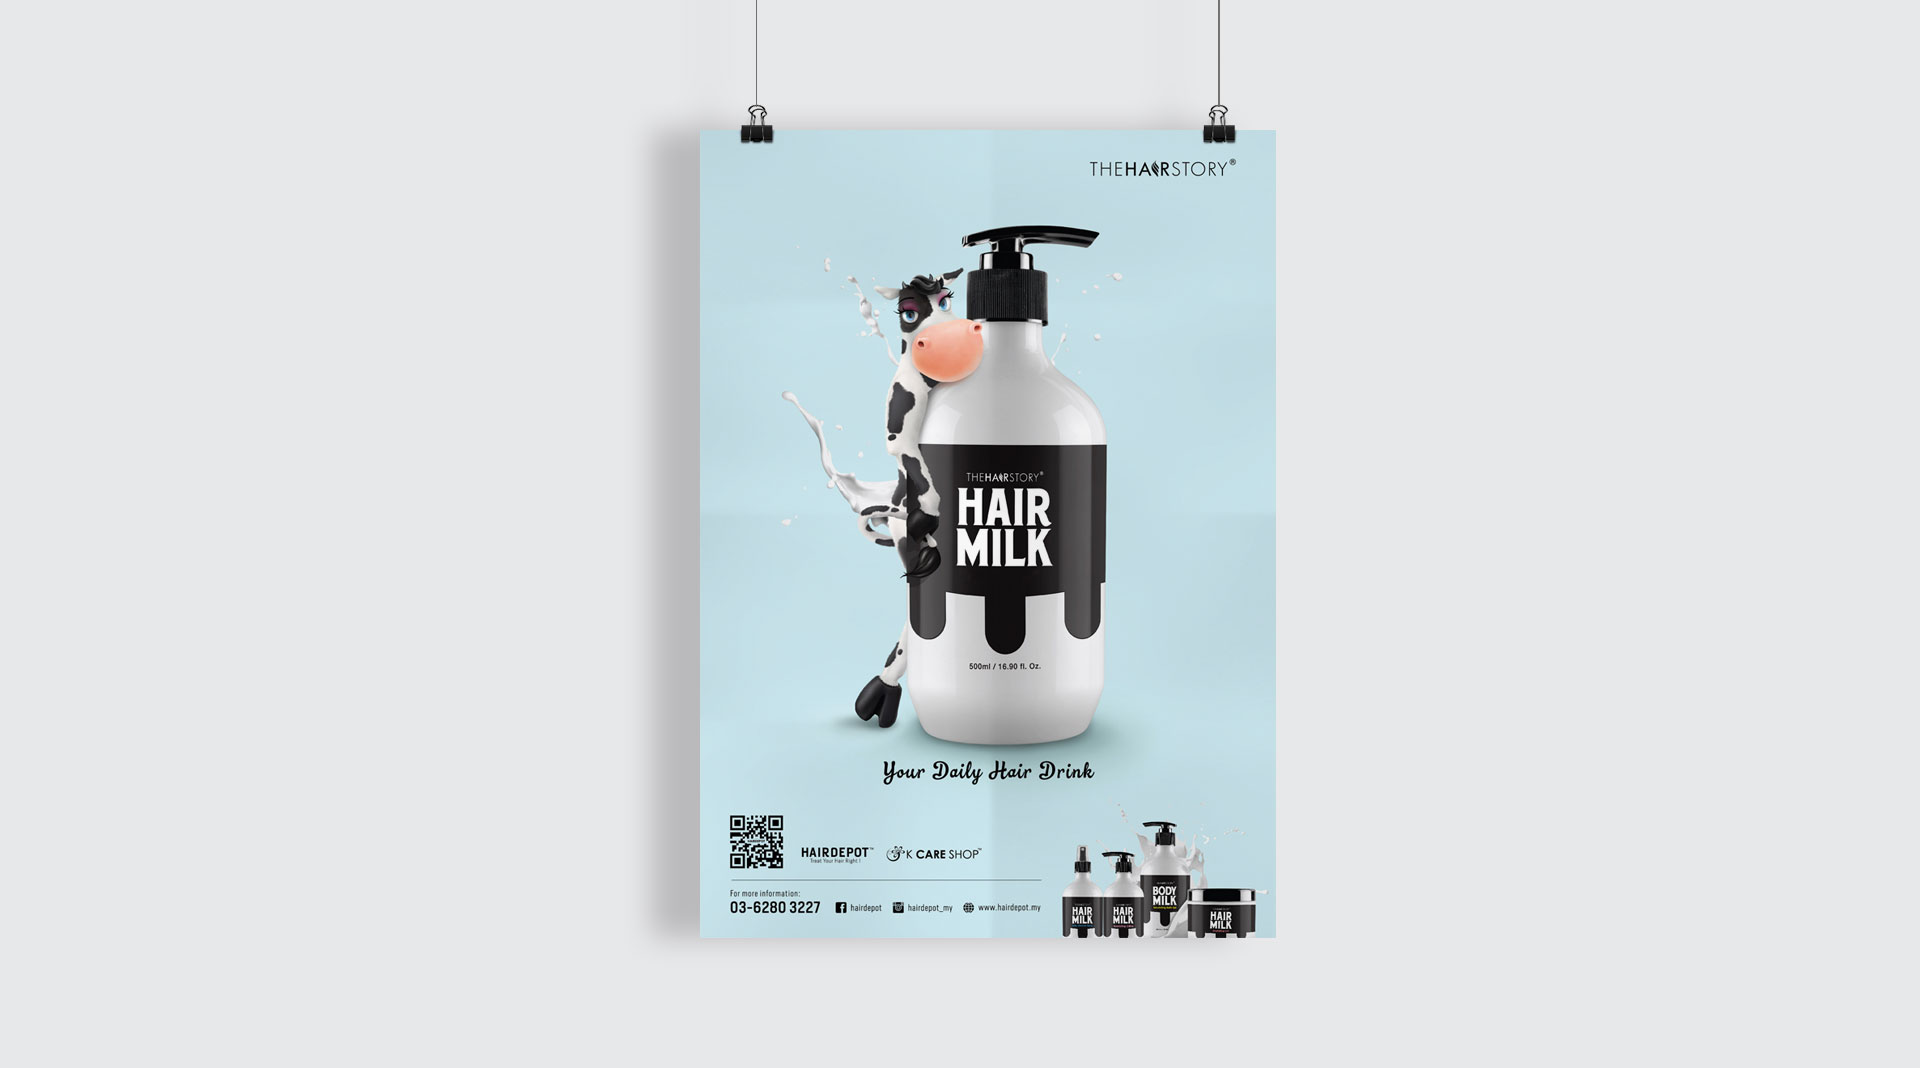 THEHAIRSTORY®
THEHAIRSTORY®
HAIR
MILK
500ml / 16.90 fl. Oz.
Your Daily Hair Drink
HAIRDEPOT™
Treat Your Hair Right !
K CARE SHOP™
For more information:
03-6280 3227 hairdepot hairdepot_my www.hairdepot.my
HAIR
MILK
HAIR
MILK
BODY
MILK
HAIR
MILK